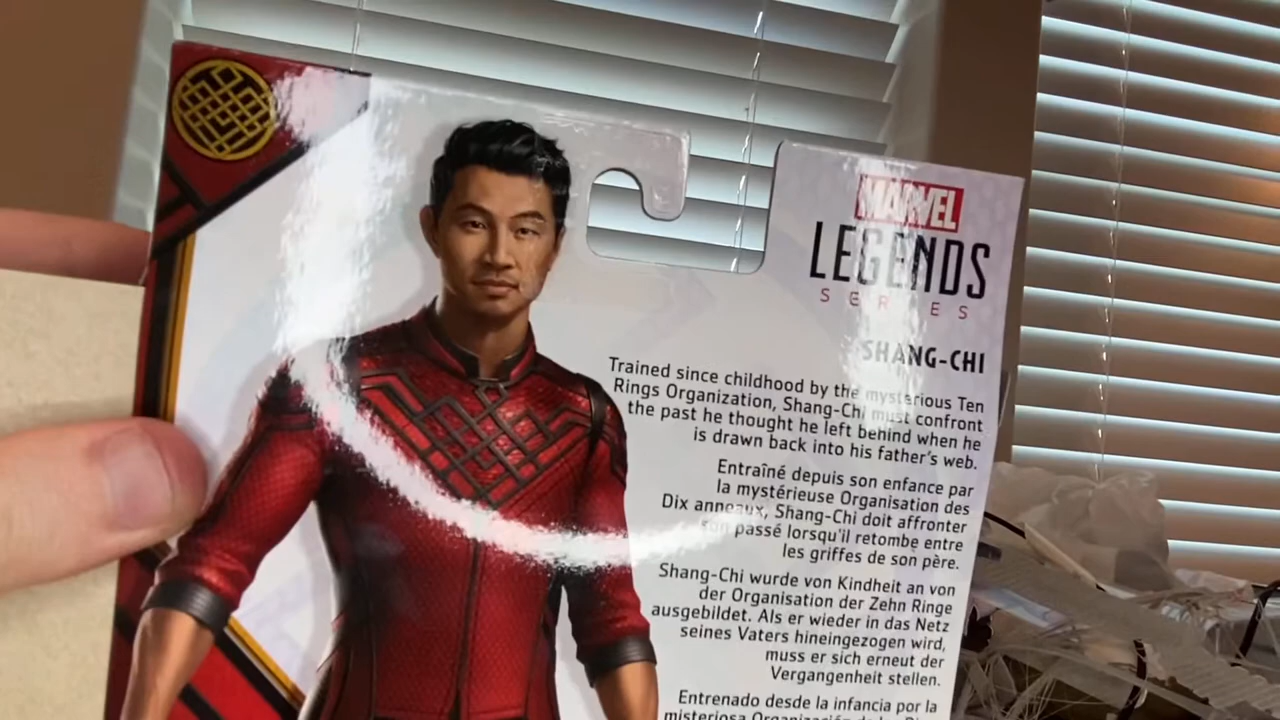 MARVEL
LEGENDS
SERIES
SHANG-CHI
Trained since childhood by the mysterious Ten
Rings Organization, Shang-Chi must confront
the past he thought he left behind when he
is drawn back into his father's web.
Entraîné depuis son enfance par
la mystérieuse Organisation des
Dix anneaux, Shang-Chi doit affronter
son passé lorsqu'il retombe entre
les griffes de son père.
Shang-Chi wurde von Kindheit an von
der Organisation der Zehn Ringe
ausgebildet. Als er wieder in das Netz
seines Vaters hineingezogen wird,
muss er sich erneut der
Vergangenheit stellen.
Entrenado desde la infancia por la
misteriosa Organización de los